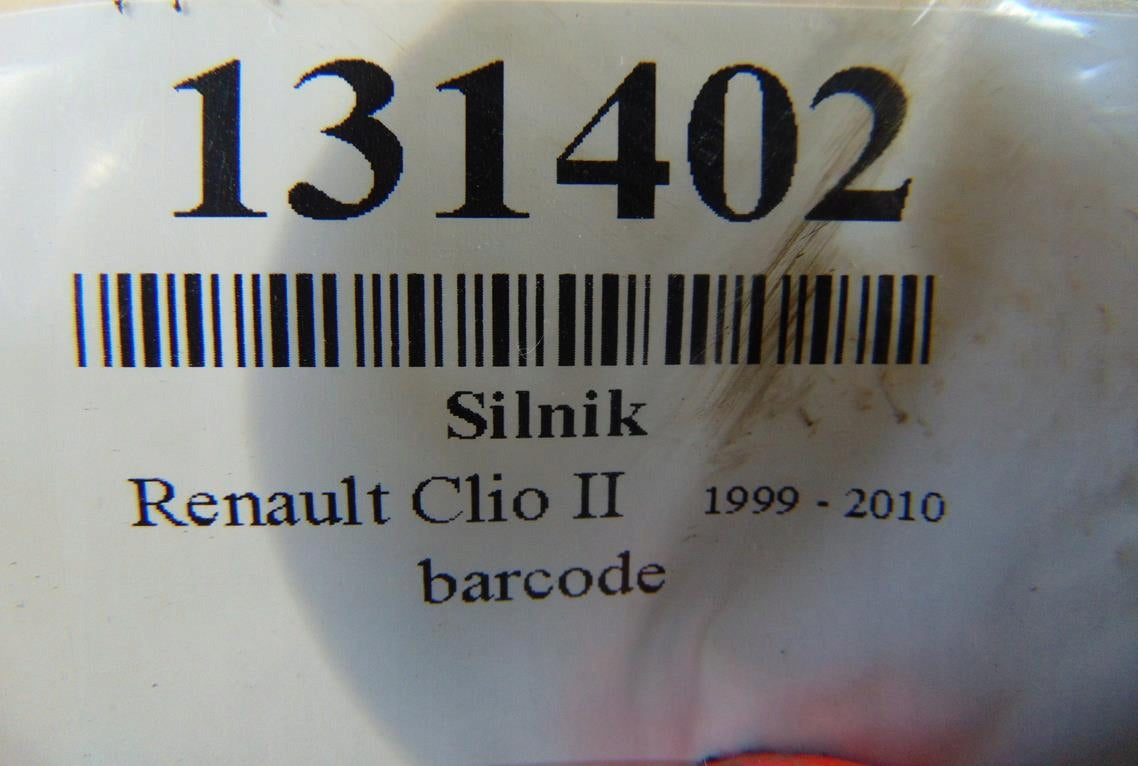 131402
Silnik
Renault Clio II 1999 - 2010
barcode